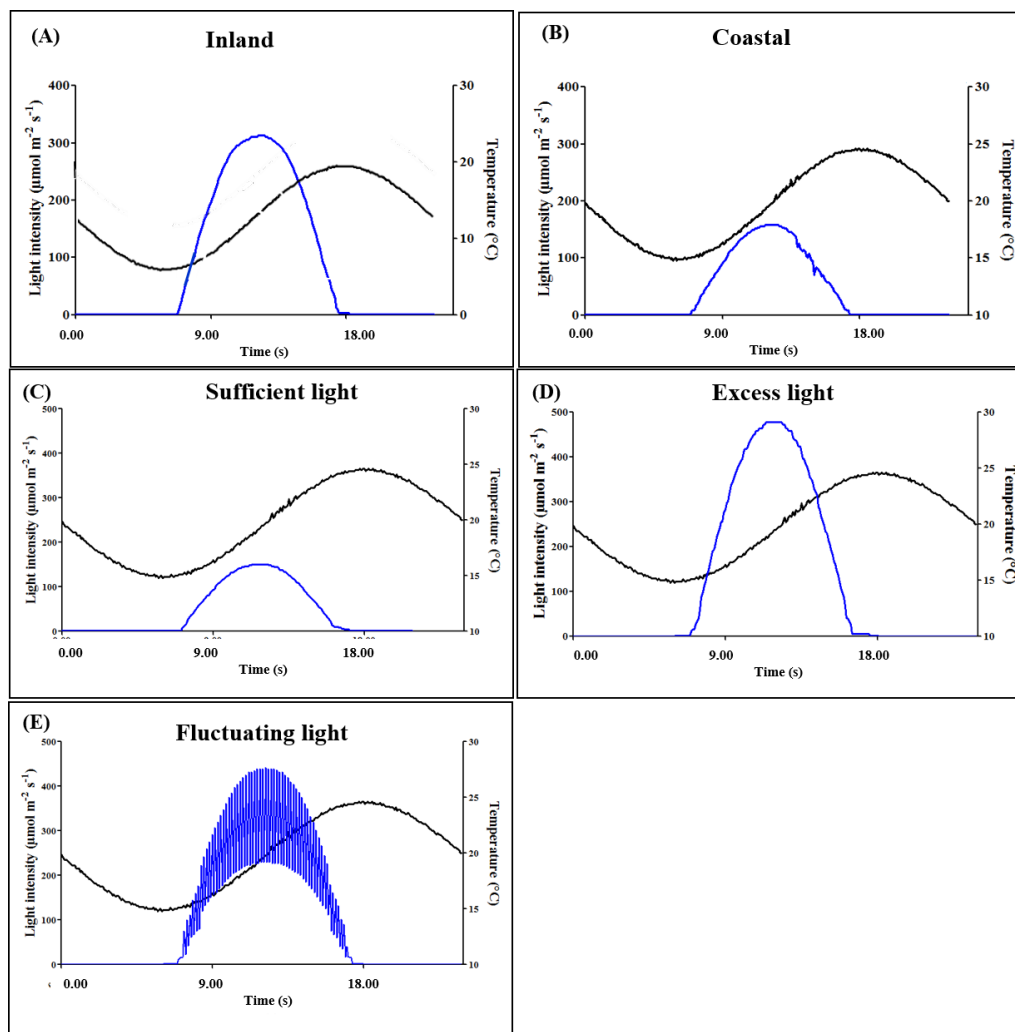 (A)
Inland
Light intensity (µmol m⁻² s⁻¹)
400
300
200
100
0
30
20
10
0
Temperature (°C)
0.00 9.00 18.00
Time (s)
(B)
Coastal
Light intensity (µmol m⁻² s⁻¹)
400
300
200
100
0
30
25
20
15
10
Temperature (°C)
0.00 9.00 18.00
Time (s)
(C)
Sufficient light
Light intensity (µmol m⁻² s⁻¹)
500
400
300
200
100
0
30
25
20
15
10
Temperature (°C)
0.00 9.00 18.00
Time (s)
(D)
Excess light
Light intensity (µmol m⁻² s⁻¹)
500
400
300
200
100
0
30
25
20
15
10
Temperature (°C)
0.00 9.00 18.00
Time (s)
(E)
Fluctuating light
Light intensity (µmol m⁻² s⁻¹)
500
400
300
200
100
0
30
25
20
15
10
Temperature (°C)
0.00 9.00 18.00
Time (s)